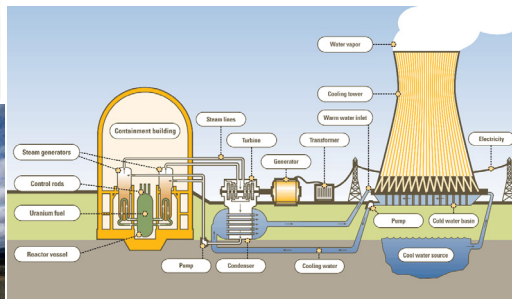 Water vapor
Cooling tower
Warm water inlet
Steam lines
Containment building
Turbine
Transformer
Electricity
Steam generators
Generator
Control rods
Uranium fuel
Reactor vessel
Pump
Condenser
Cooling water
Pump
Cold water basin
Cool water source